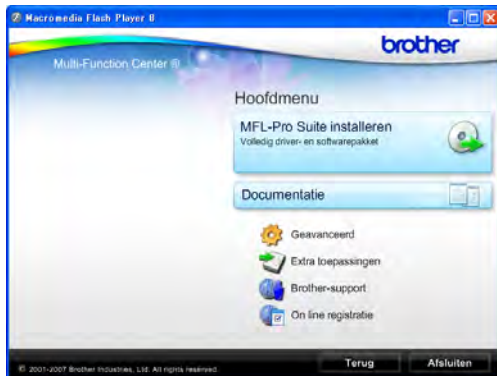 Macromedia Flash Player 8
brother
Multi-Function Center ®
Hoofdmenu
MFL-Pro Suite installeren
Volledig driver- en softwarepakket
Documentatie
Geavanceerd
Extra toepassingen
Brother-support
On line registratie
© 2001-2007 Brother Industries, Ltd. All rights reserved.
Terug
Afsluiten